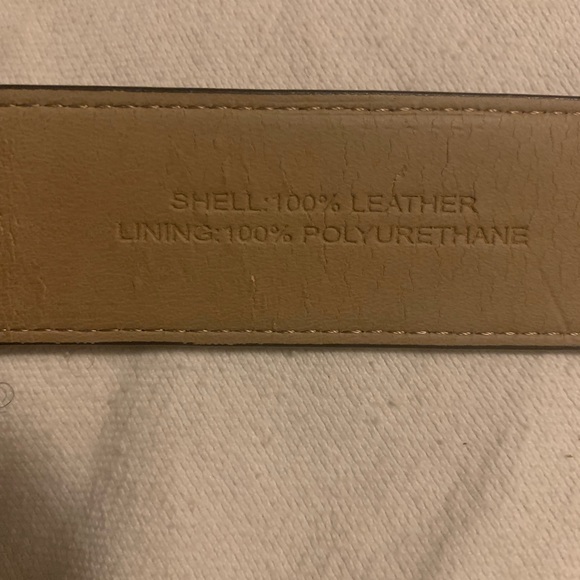 SHELL:100% LEATHER
LINING:100% POLYURETHANE